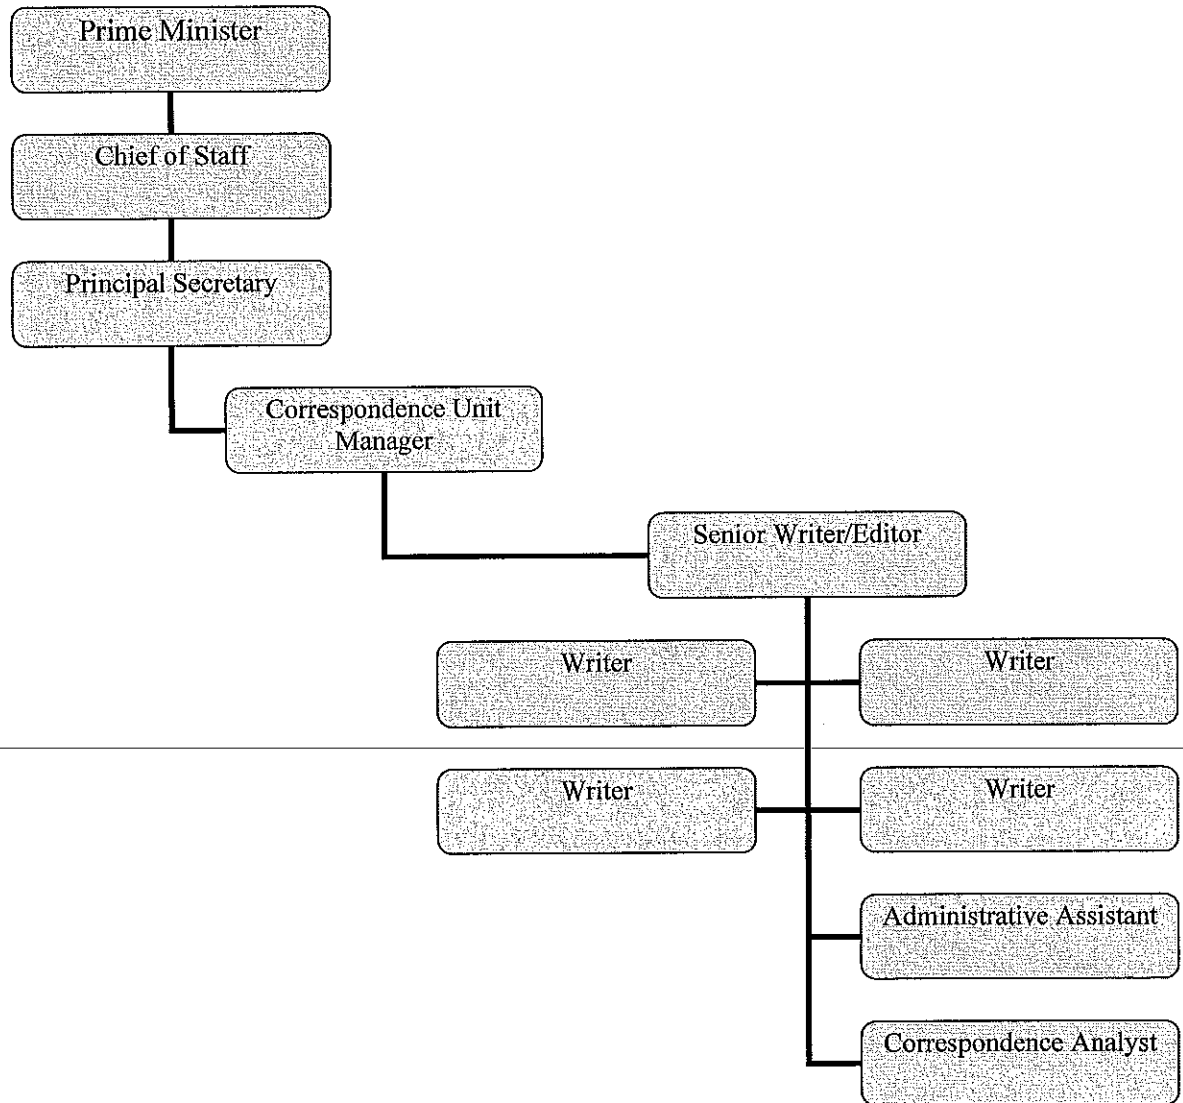 Prime Minister
Chief of Staff
Principal Secretary
Correspondence Unit
Manager
Senior Writer/Editor
Writer
Writer
Writer
Writer
Administrative Assistant
Correspondence Analyst